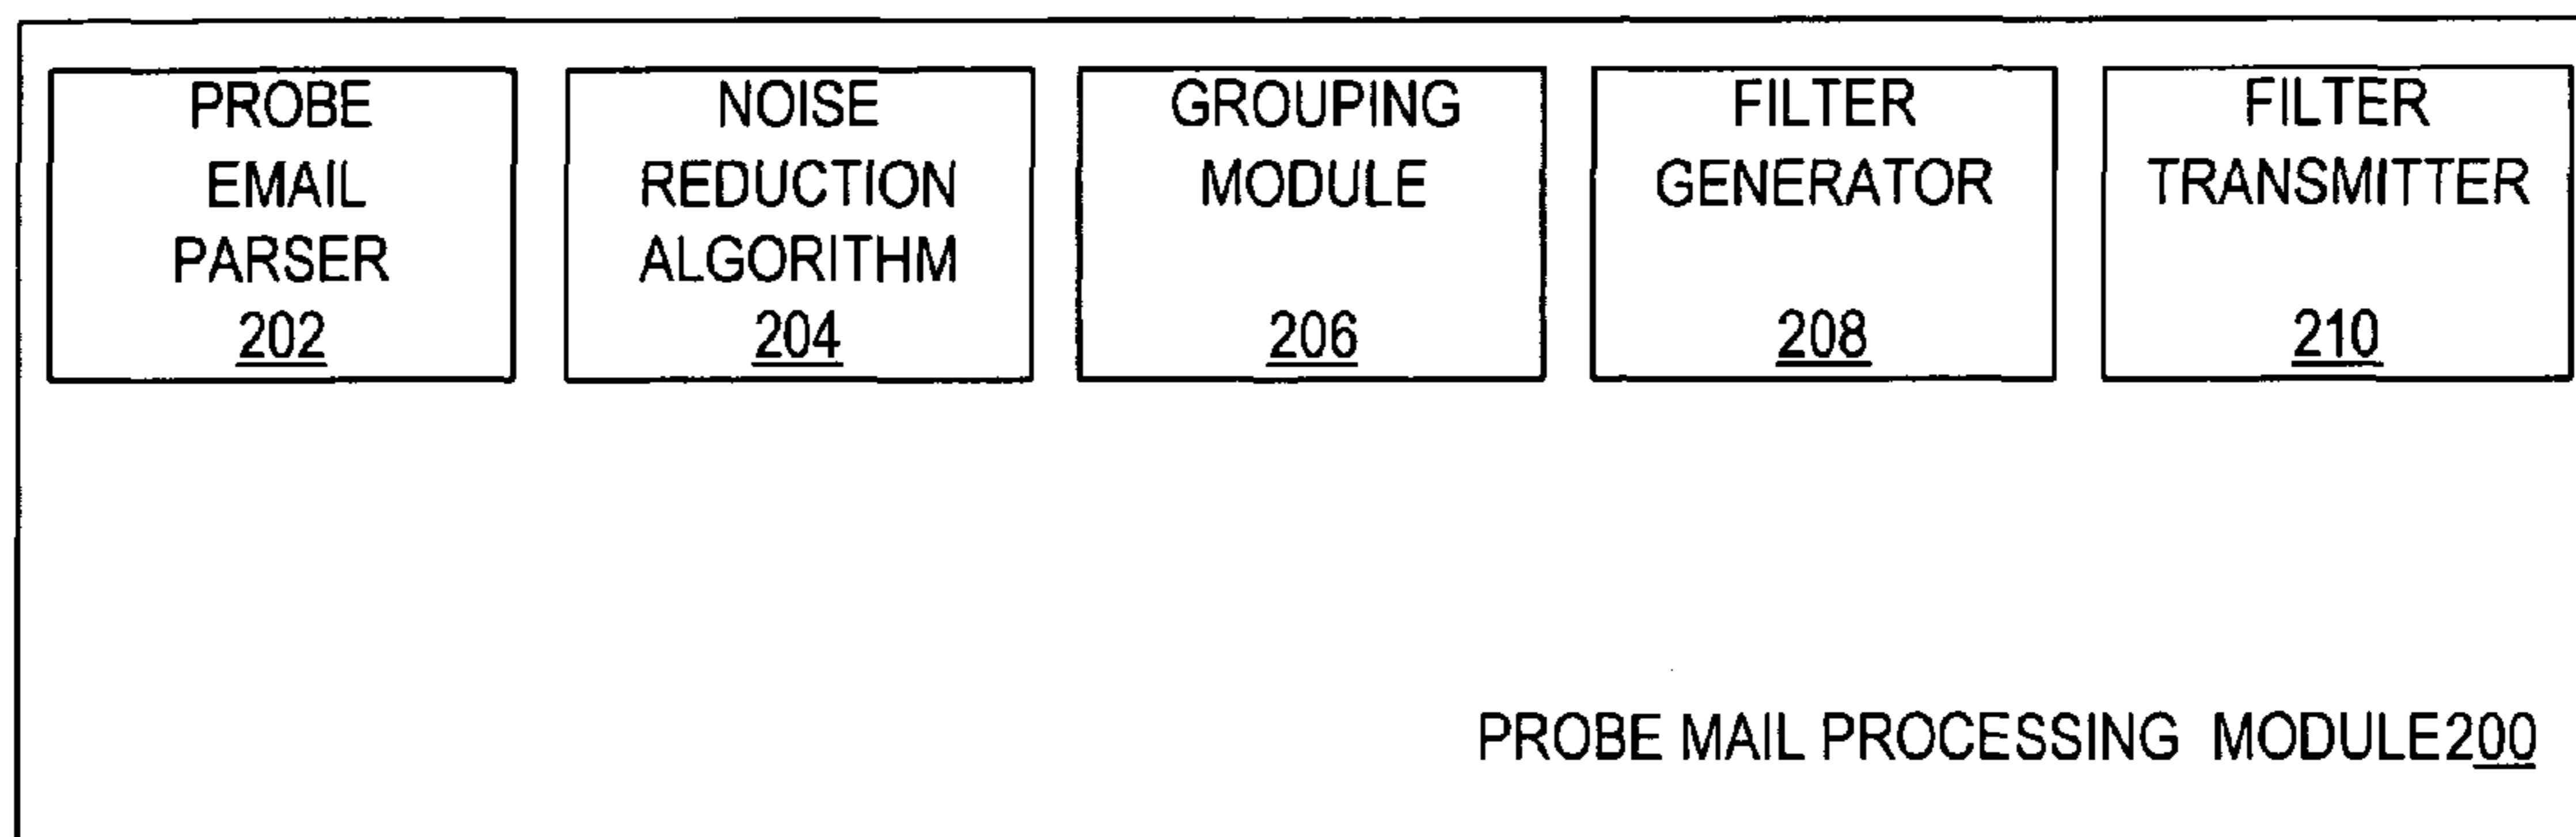 PROBE
EMAIL
PARSER
202
NOISE
REDUCTION
ALGORITHM
204
GROUPING
MODULE
206
FILTER
GENERATOR
208
FILTER
TRANSMITTER
210
PROBE MAIL PROCESSING MODULE200